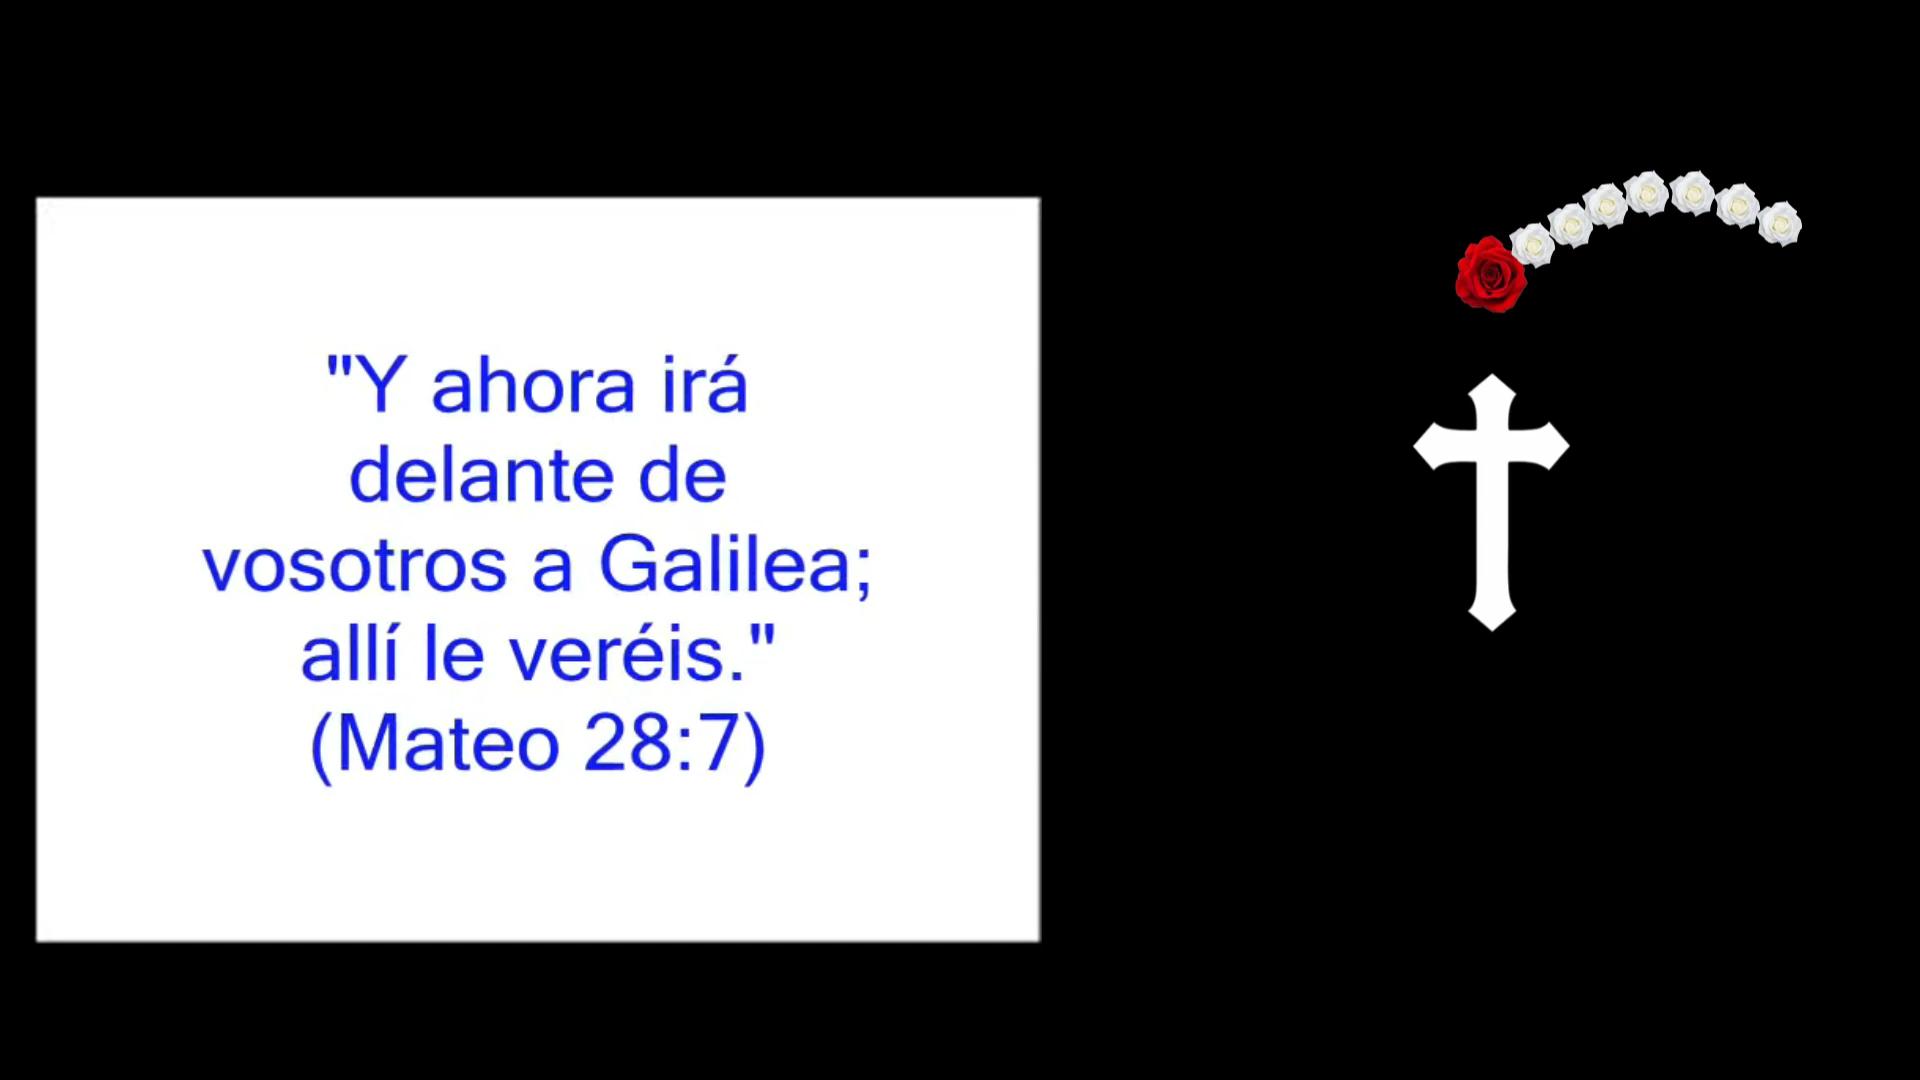 "Y ahora irá
delante de
vosotros a Galilea;
allí le veréis."
(Mateo 28:7)